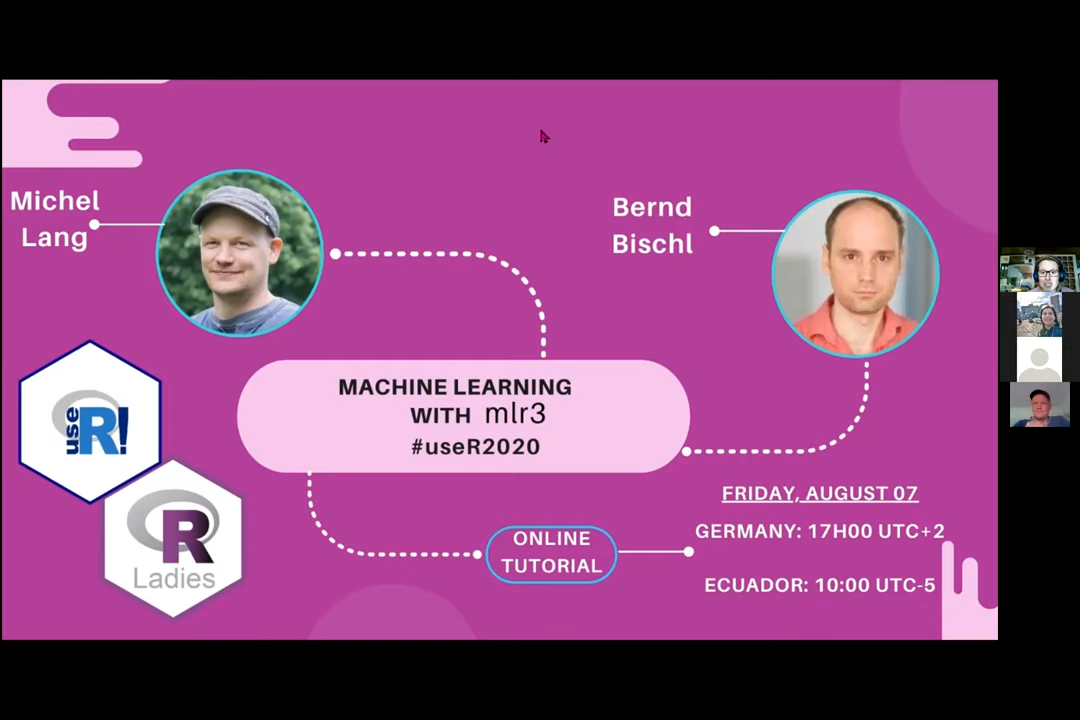 Michel
Lang
Bernd
Bischl
MACHINE LEARNING
WITH mlr3
#useR2020
useR!
R
Ladies
ONLINE
TUTORIAL
FRIDAY, AUGUST 07
GERMANY: 17H00 UTC+2
ECUADOR: 10:00 UTC-5